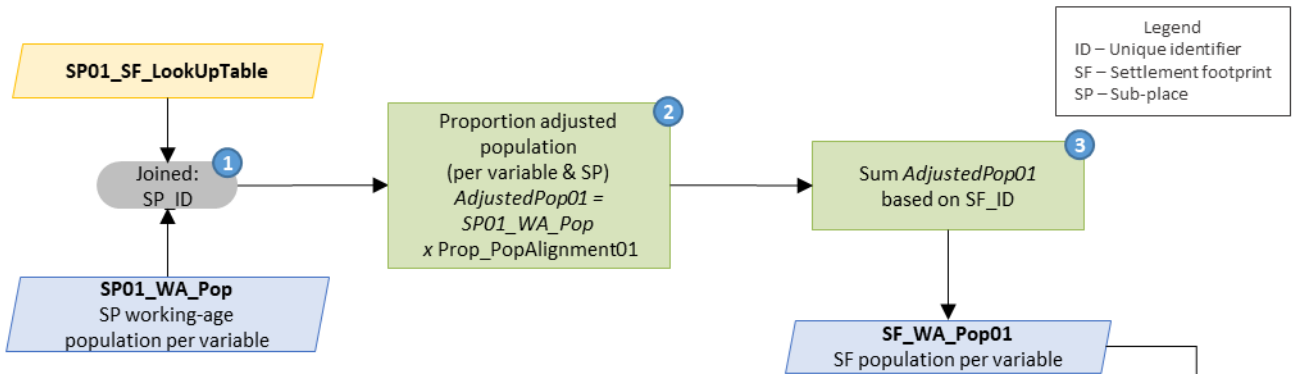 Legend
ID – Unique identifier
SF – Settlement footprint
SP – Sub-place
SP01_SF_LookUpTable
1
Joined:
SP_ID
SP01_WA_Pop
SP working-age
population per variable
2
Proportion adjusted
population
(per variable & SP)
AdjustedPop01 =
SP01_WA_Pop
x Prop_PopAlignment01
3
Sum AdjustedPop01
based on SF_ID
SF_WA_Pop01
SF population per variable